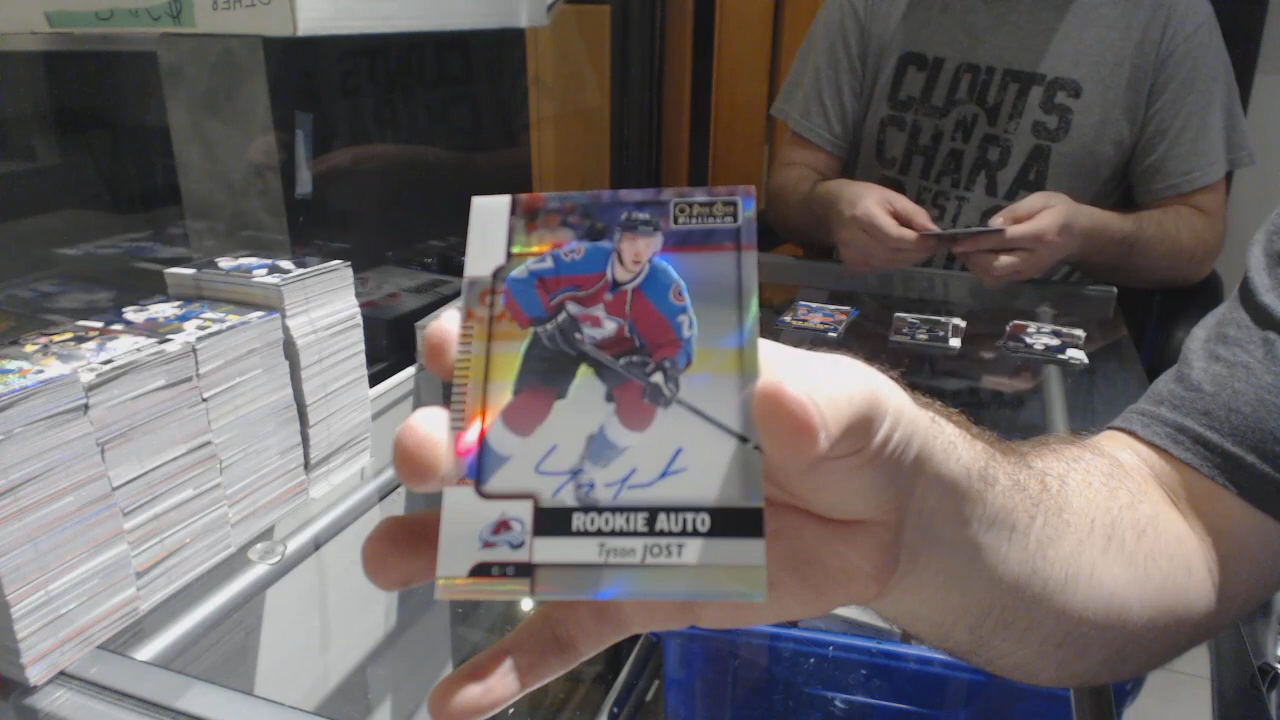 CLOUTS
N
CHARA
O Pee Chee
Platinum
ROOKIE AUTO
Tyson JOST